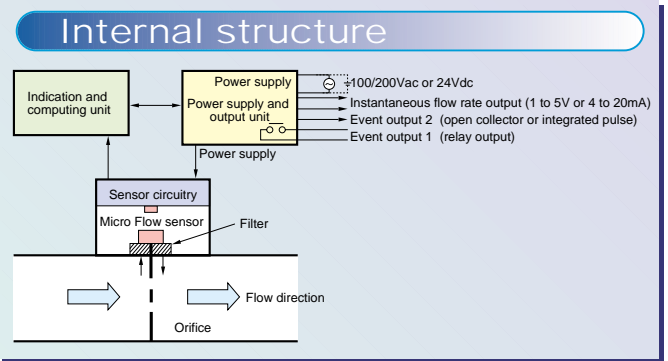 Internal structure
Indication and
computing unit
Power supply
Power supply and
output unit
100/200Vac or 24Vdc
Instantaneous flow rate output (1 to 5V or 4 to 20mA)
Event output 2 (open collector or integrated pulse)
Event output 1 (relay output)
Power supply
Sensor circuitry
Micro Flow sensor
Filter
Flow direction
Orifice